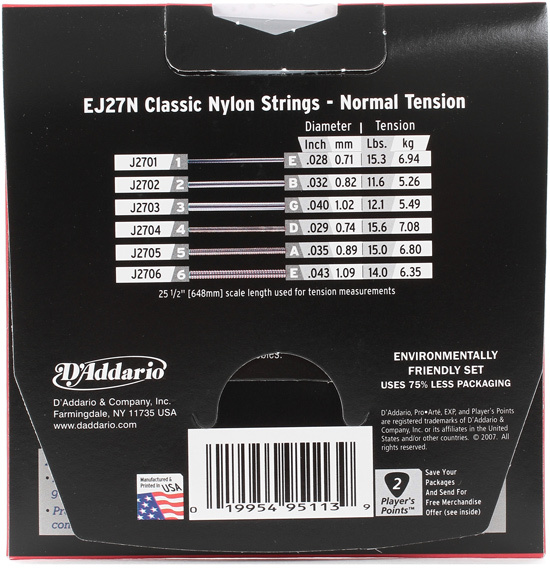 EJ27N Classic Nylon Strings - Normal Tension
Diameter | Tension
Inch mm Lbs. kg
J2701 1 E .028 0.71 15.3 6.94
J2702 2 B .032 0.82 11.6 5.26
J2703 3 G .040 1.02 12.1 5.49
J2704 4 D .029 0.74 15.6 7.08
J2705 5 A .035 0.89 15.0 6.80
J2706 6 E .043 1.09 14.0 6.35
25 1/2" [648mm] scale length used for tension measurements
D'Addario
D'Addario & Company, Inc.
Farmingdale, NY 11735 USA
www.daddario.com
ENVIRONMENTALLY
FRIENDLY SET
USES 75% LESS PACKAGING
D'Addario, Pro•Arté, EXP, and Player's Points
are registered trademarks of D'Addario &
Company, Inc. or its affiliates in the United
States and/or other countries. © 2007. All
rights reserved.
Manufactured &
Printed in USA
0 19954 95113 9
2
Player's
Points™
Save Your
Packages
And Send For
Free Merchandise
Offer (see inside)